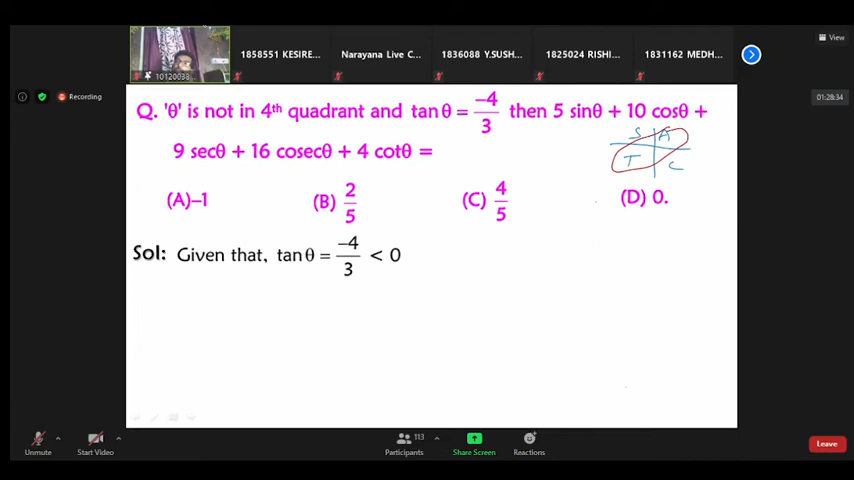 View
1858551 KESIRE...
Narayana Live C...
1836088 Y.SUSH...
1825024 RISHI...
1831162 MEDH...
10120038
Recording
01:28:34
Q. 'θ' is not in 4th quadrant and tan θ = −4/3 then 5 sinθ + 10 cosθ +
9 secθ + 16 cosecθ + 4 cotθ =
S A
T C
(A)–1 (B) 2/5 (C) 4/5 (D) 0.
Sol: Given that, tan θ = −4/3 < 0
Unmute
Start Video
113
Participants
Share Screen
Reactions
Leave